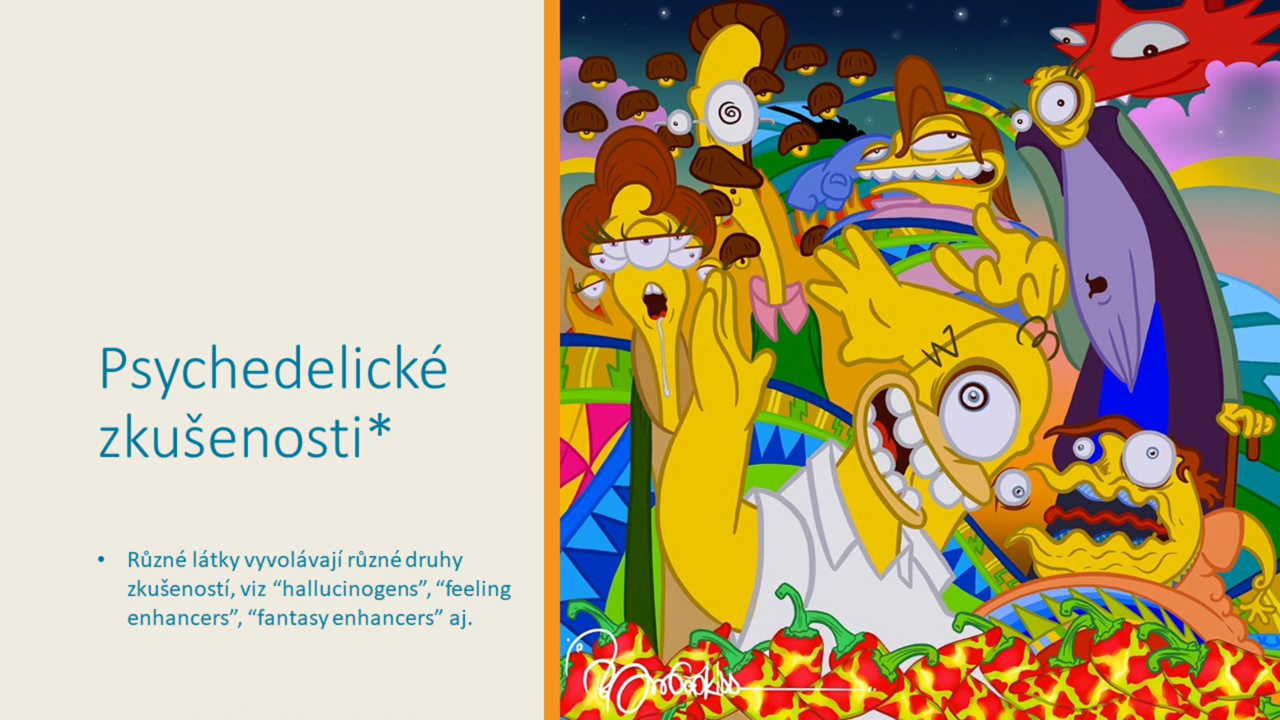 Psychedelické
zkušenosti*
• Různé látky vyvolávají různé druhy
zkušeností, viz “hallucinogens”, “feeling
enhancers”, “fantasy enhancers” aj.